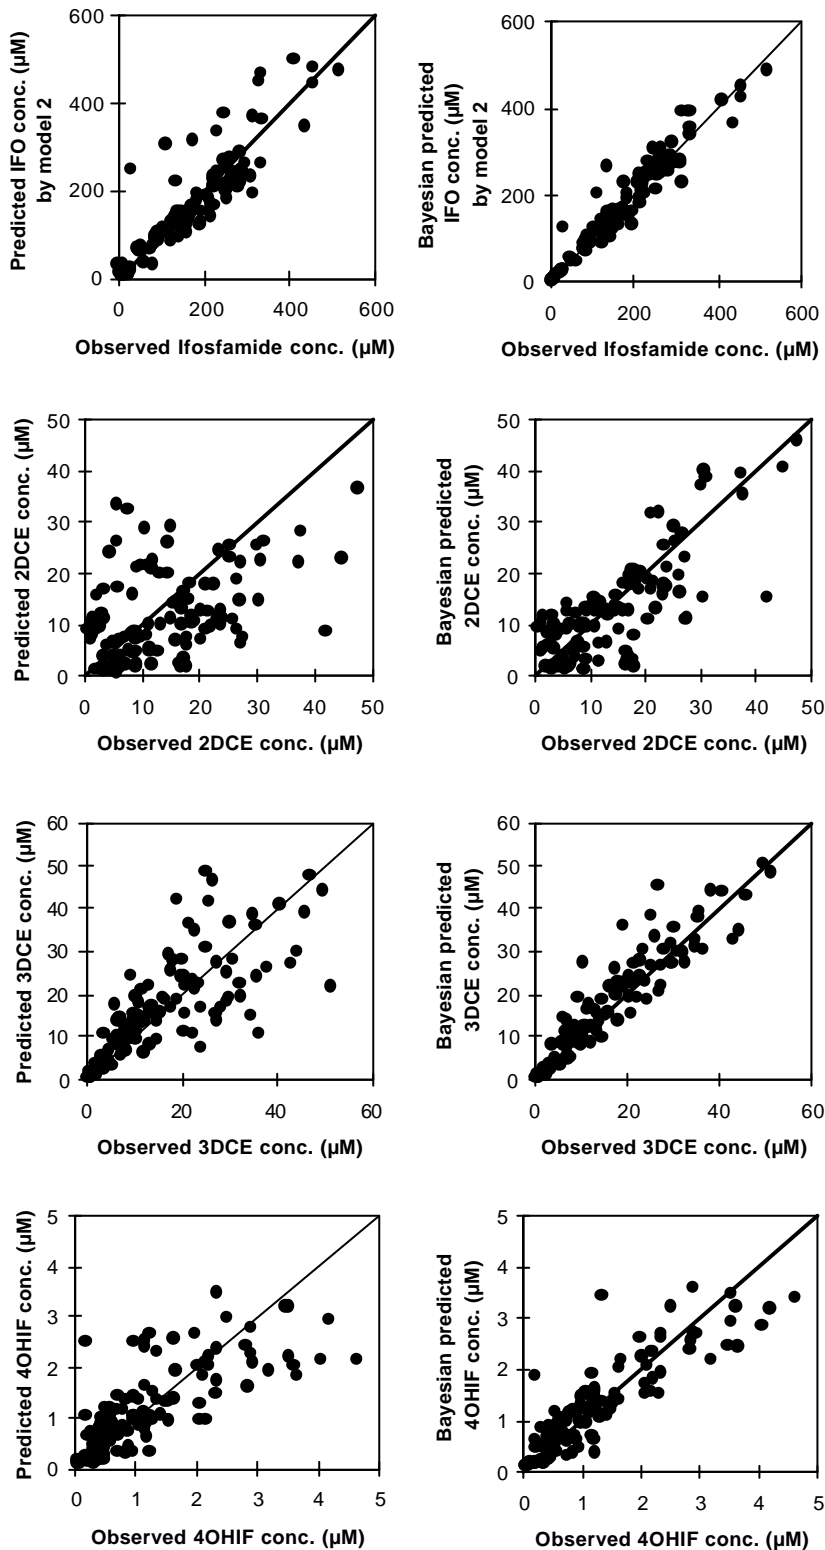 Predicted IFO conc. (µM)
by model 2
600
400
200
0
0 200 400 600
Observed Ifosfamide conc. (µM)
Bayesian predicted
IFO conc. (µM)
by model 2
600
400
200
0
0 200 400 600
Observed Ifosfamide conc. (µM)
Predicted 2DCE conc. (µM)
50
40
30
20
10
0
0 10 20 30 40 50
Observed 2DCE conc. (µM)
Bayesian predicted
2DCE conc. (µM)
50
40
30
20
10
0
0 10 20 30 40 50
Observed 2DCE conc. (µM)
Predicted 3DCE conc. (µM)
60
50
40
30
20
10
0
0 20 40 60
Observed 3DCE conc. (µM)
Bayesian predicted
3DCE conc. (µM)
60
50
40
30
20
10
0
0 20 40 60
Observed 3DCE conc. (µM)
Predicted 4OHIF conc. (µM)
5
4
3
2
1
0
0 1 2 3 4 5
Observed 4OHIF conc. (µM)
Bayesian predicted
4OHIF conc. (µM)
5
4
3
2
1
0
0 1 2 3 4 5
Observed 4OHIF conc. (µM)